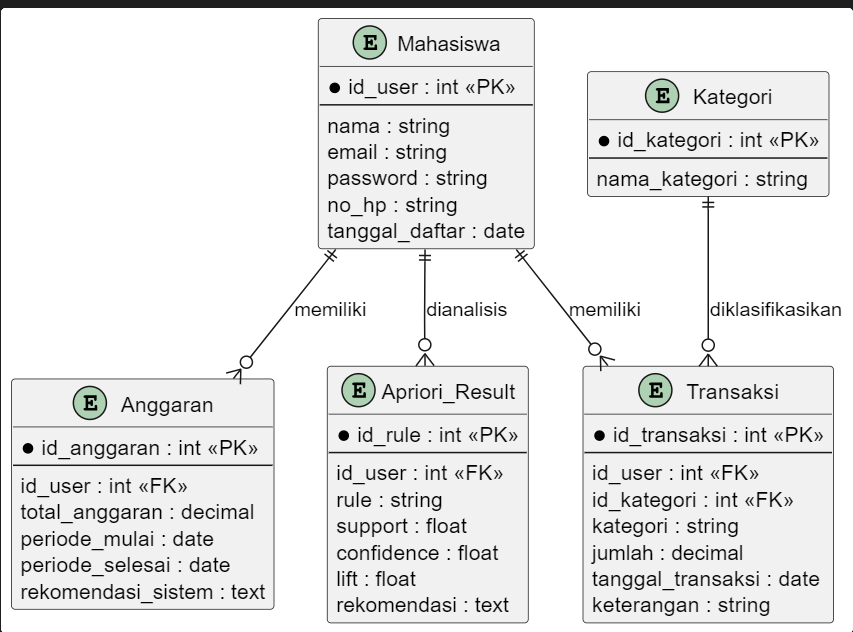 E Mahasiswa
id_user : int «PK»
nama : string
email : string
password : string
no_hp : string
tanggal_daftar : date
E Kategori
id_kategori : int «PK»
nama_kategori : string
memiliki
dianalisis
memiliki
diklasifikasikan
E Anggaran
id_anggaran : int «PK»
id_user : int «FK»
total_anggaran : decimal
periode_mulai : date
periode_selesai : date
rekomendasi_sistem : text
E Apriori_Result
id_rule : int «PK»
id_user : int «FK»
rule : string
support : float
confidence : float
lift : float
rekomendasi : text
E Transaksi
id_transaksi : int «PK»
id_user : int «FK»
id_kategori : int «FK»
kategori : string
jumlah : decimal
tanggal_transaksi : date
keterangan : string